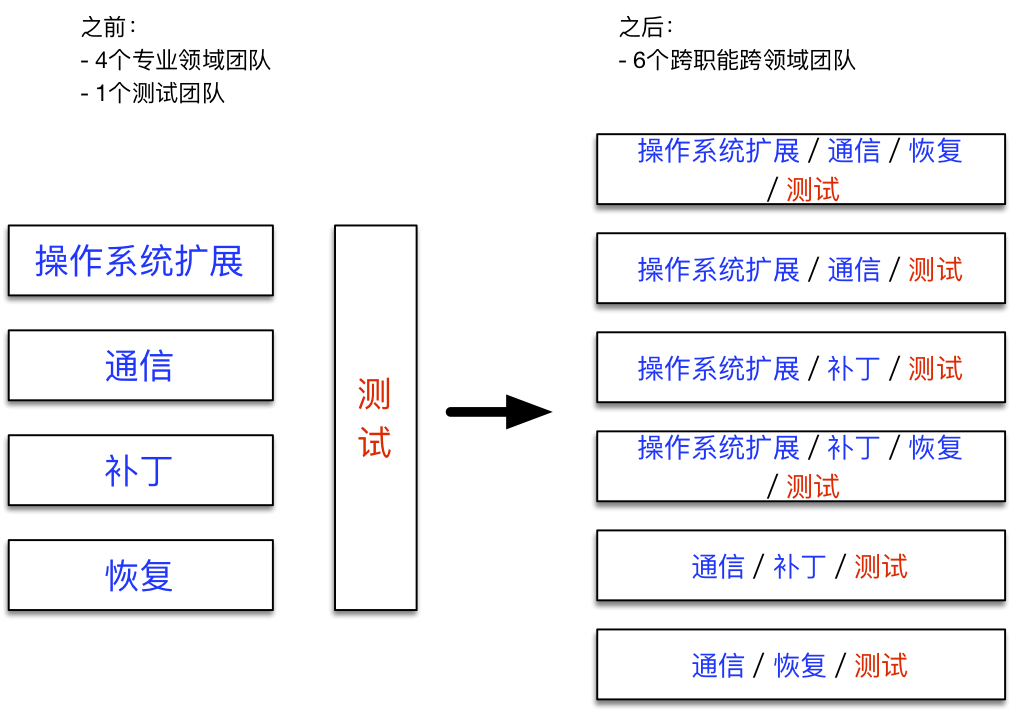 之前：
- 4个专业领域团队
- 1个测试团队
操作系统扩展
通信
补丁
恢复
测
试
之后：
- 6个跨职能跨领域团队
操作系统扩展 / 通信 / 恢复
/ 测试
操作系统扩展 / 通信 / 测试
操作系统扩展 / 补丁 / 测试
操作系统扩展 / 补丁 / 恢复
/ 测试
通信 / 补丁 / 测试
通信 / 恢复 / 测试